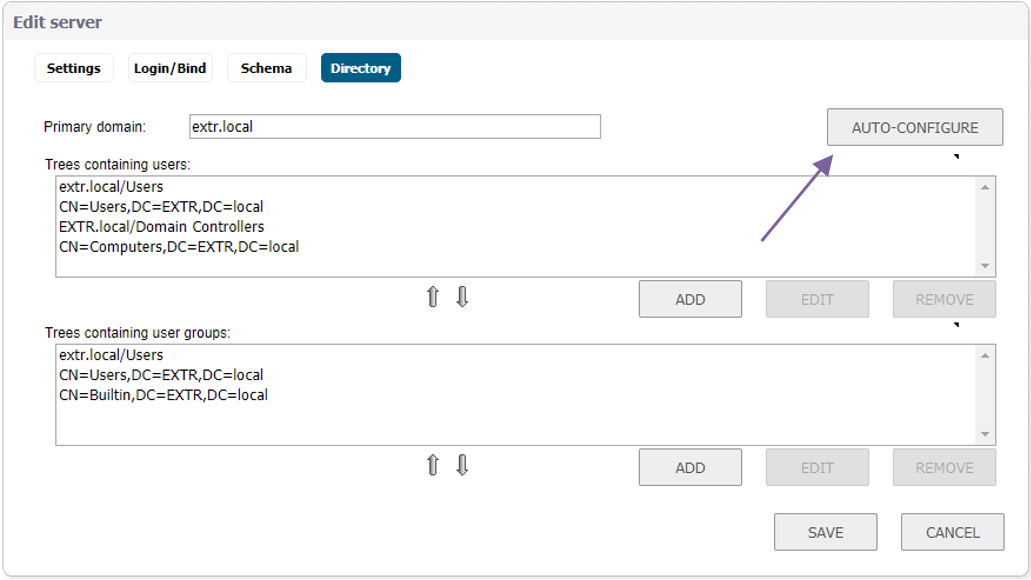 Edit server
Settings Login/Bind Schema Directory
Primary domain: extr.local AUTO-CONFIGURE
Trees containing users:
extr.local/Users
CN=Users,DC=EXTR,DC=local
EXTR.local/Domain Controllers
CN=Computers,DC=EXTR,DC=local
ADD EDIT REMOVE
Trees containing user groups:
extr.local/Users
CN=Users,DC=EXTR,DC=local
CN=Builtin,DC=EXTR,DC=local
ADD EDIT REMOVE
SAVE CANCEL